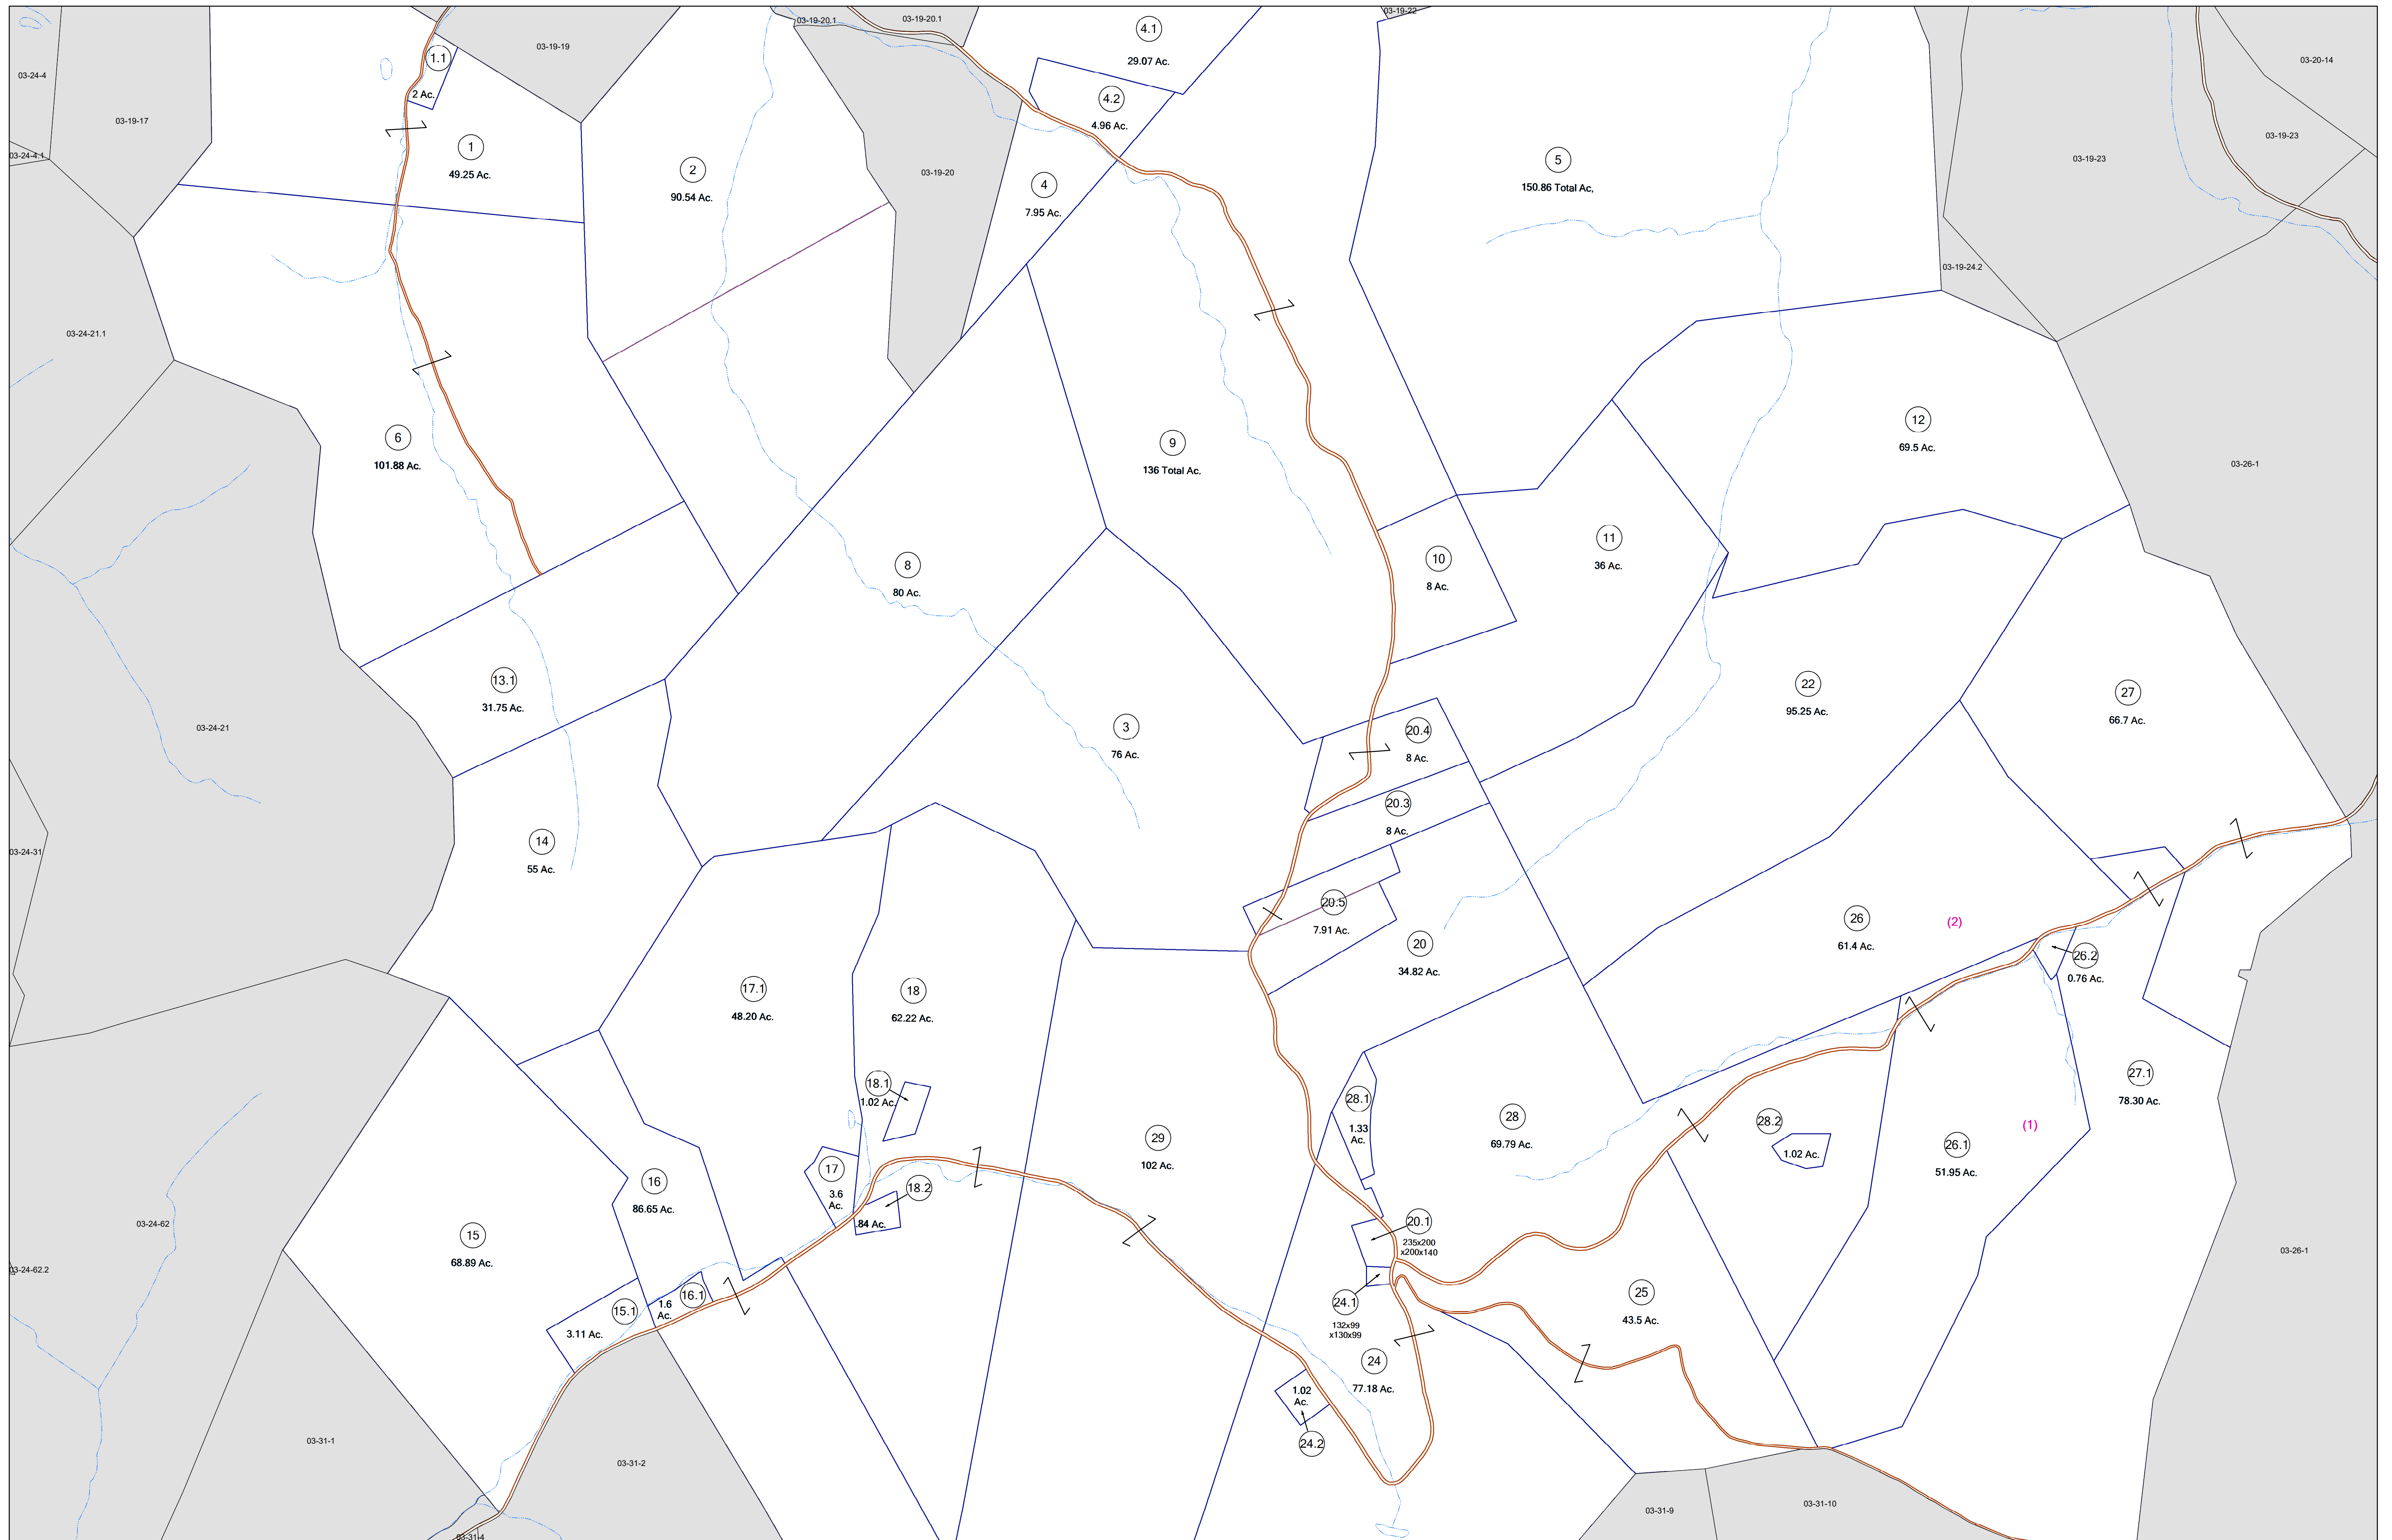 03-19-20.1
03-19-20.1
03-19-22
4.1
29.07 Ac.
03-19-19
1.1
2 Ac.
03-24-4
03-20-14
4.2
4.96 Ac.
03-19-17
03-19-23
03-24-4.1
1
49.25 Ac.
2
90.54 Ac.
03-19-20
4
7.95 Ac.
5
150.86 Total Ac,
03-19-23
03-19-24.2
03-24-21.1
6
101.88 Ac.
9
136 Total Ac.
12
69.5 Ac.
03-26-1
8
80 Ac.
10
8 Ac.
11
36 Ac.
13.1
31.75 Ac.
03-24-21
3
76 Ac.
20.4
8 Ac.
22
95.25 Ac.
27
66.7 Ac.
20.3
8 Ac.
14
55 Ac.
03-24-31
20.5
7.91 Ac.
20
34.82 Ac.
26
61.4 Ac.
(2)
26.2
0.76 Ac.
17.1
48.20 Ac.
18
62.22 Ac.
18.1
1.02 Ac.
28.1
1.33
Ac.
28
69.79 Ac.
28.2
1.02 Ac.
26.1
51.95 Ac.
(1)
27.1
78.30 Ac.
29
102 Ac.
17
3.6
Ac.
18.2
.84 Ac.
16
86.65 Ac.
03-24-62
15
68.89 Ac.
20.1
235x200
x200x140
03-26-1
03-24-62.2
15.1
3.11 Ac.
16.1
1.6
Ac.
24.1
132x99
x130x99
25
43.5 Ac.
24
77.18 Ac.
1.02
Ac.
24.2
03-31-1
03-31-2
03-31-9
03-31-10
03-31-4